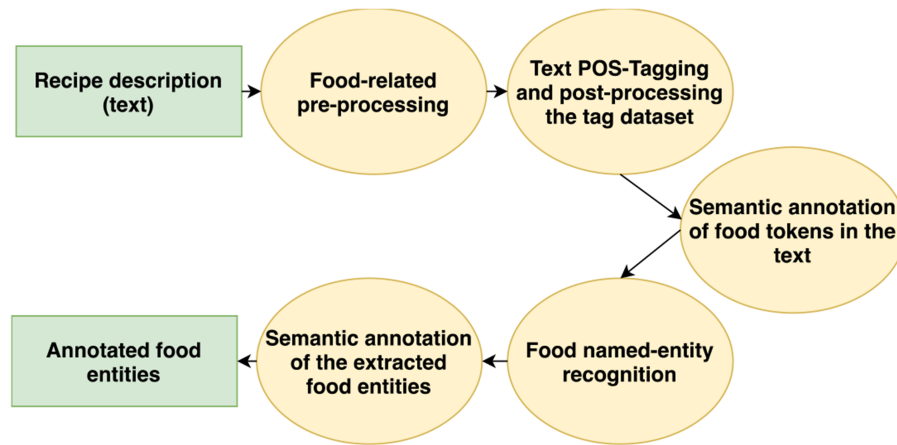 Recipe description
(text)
Food-related
pre-processing
Text POS-Tagging
and post-processing
the tag dataset
Semantic annotation
of food tokens in the
text
Food named-entity
recognition
Semantic annotation
of the extracted
food entities
Annotated food
entities